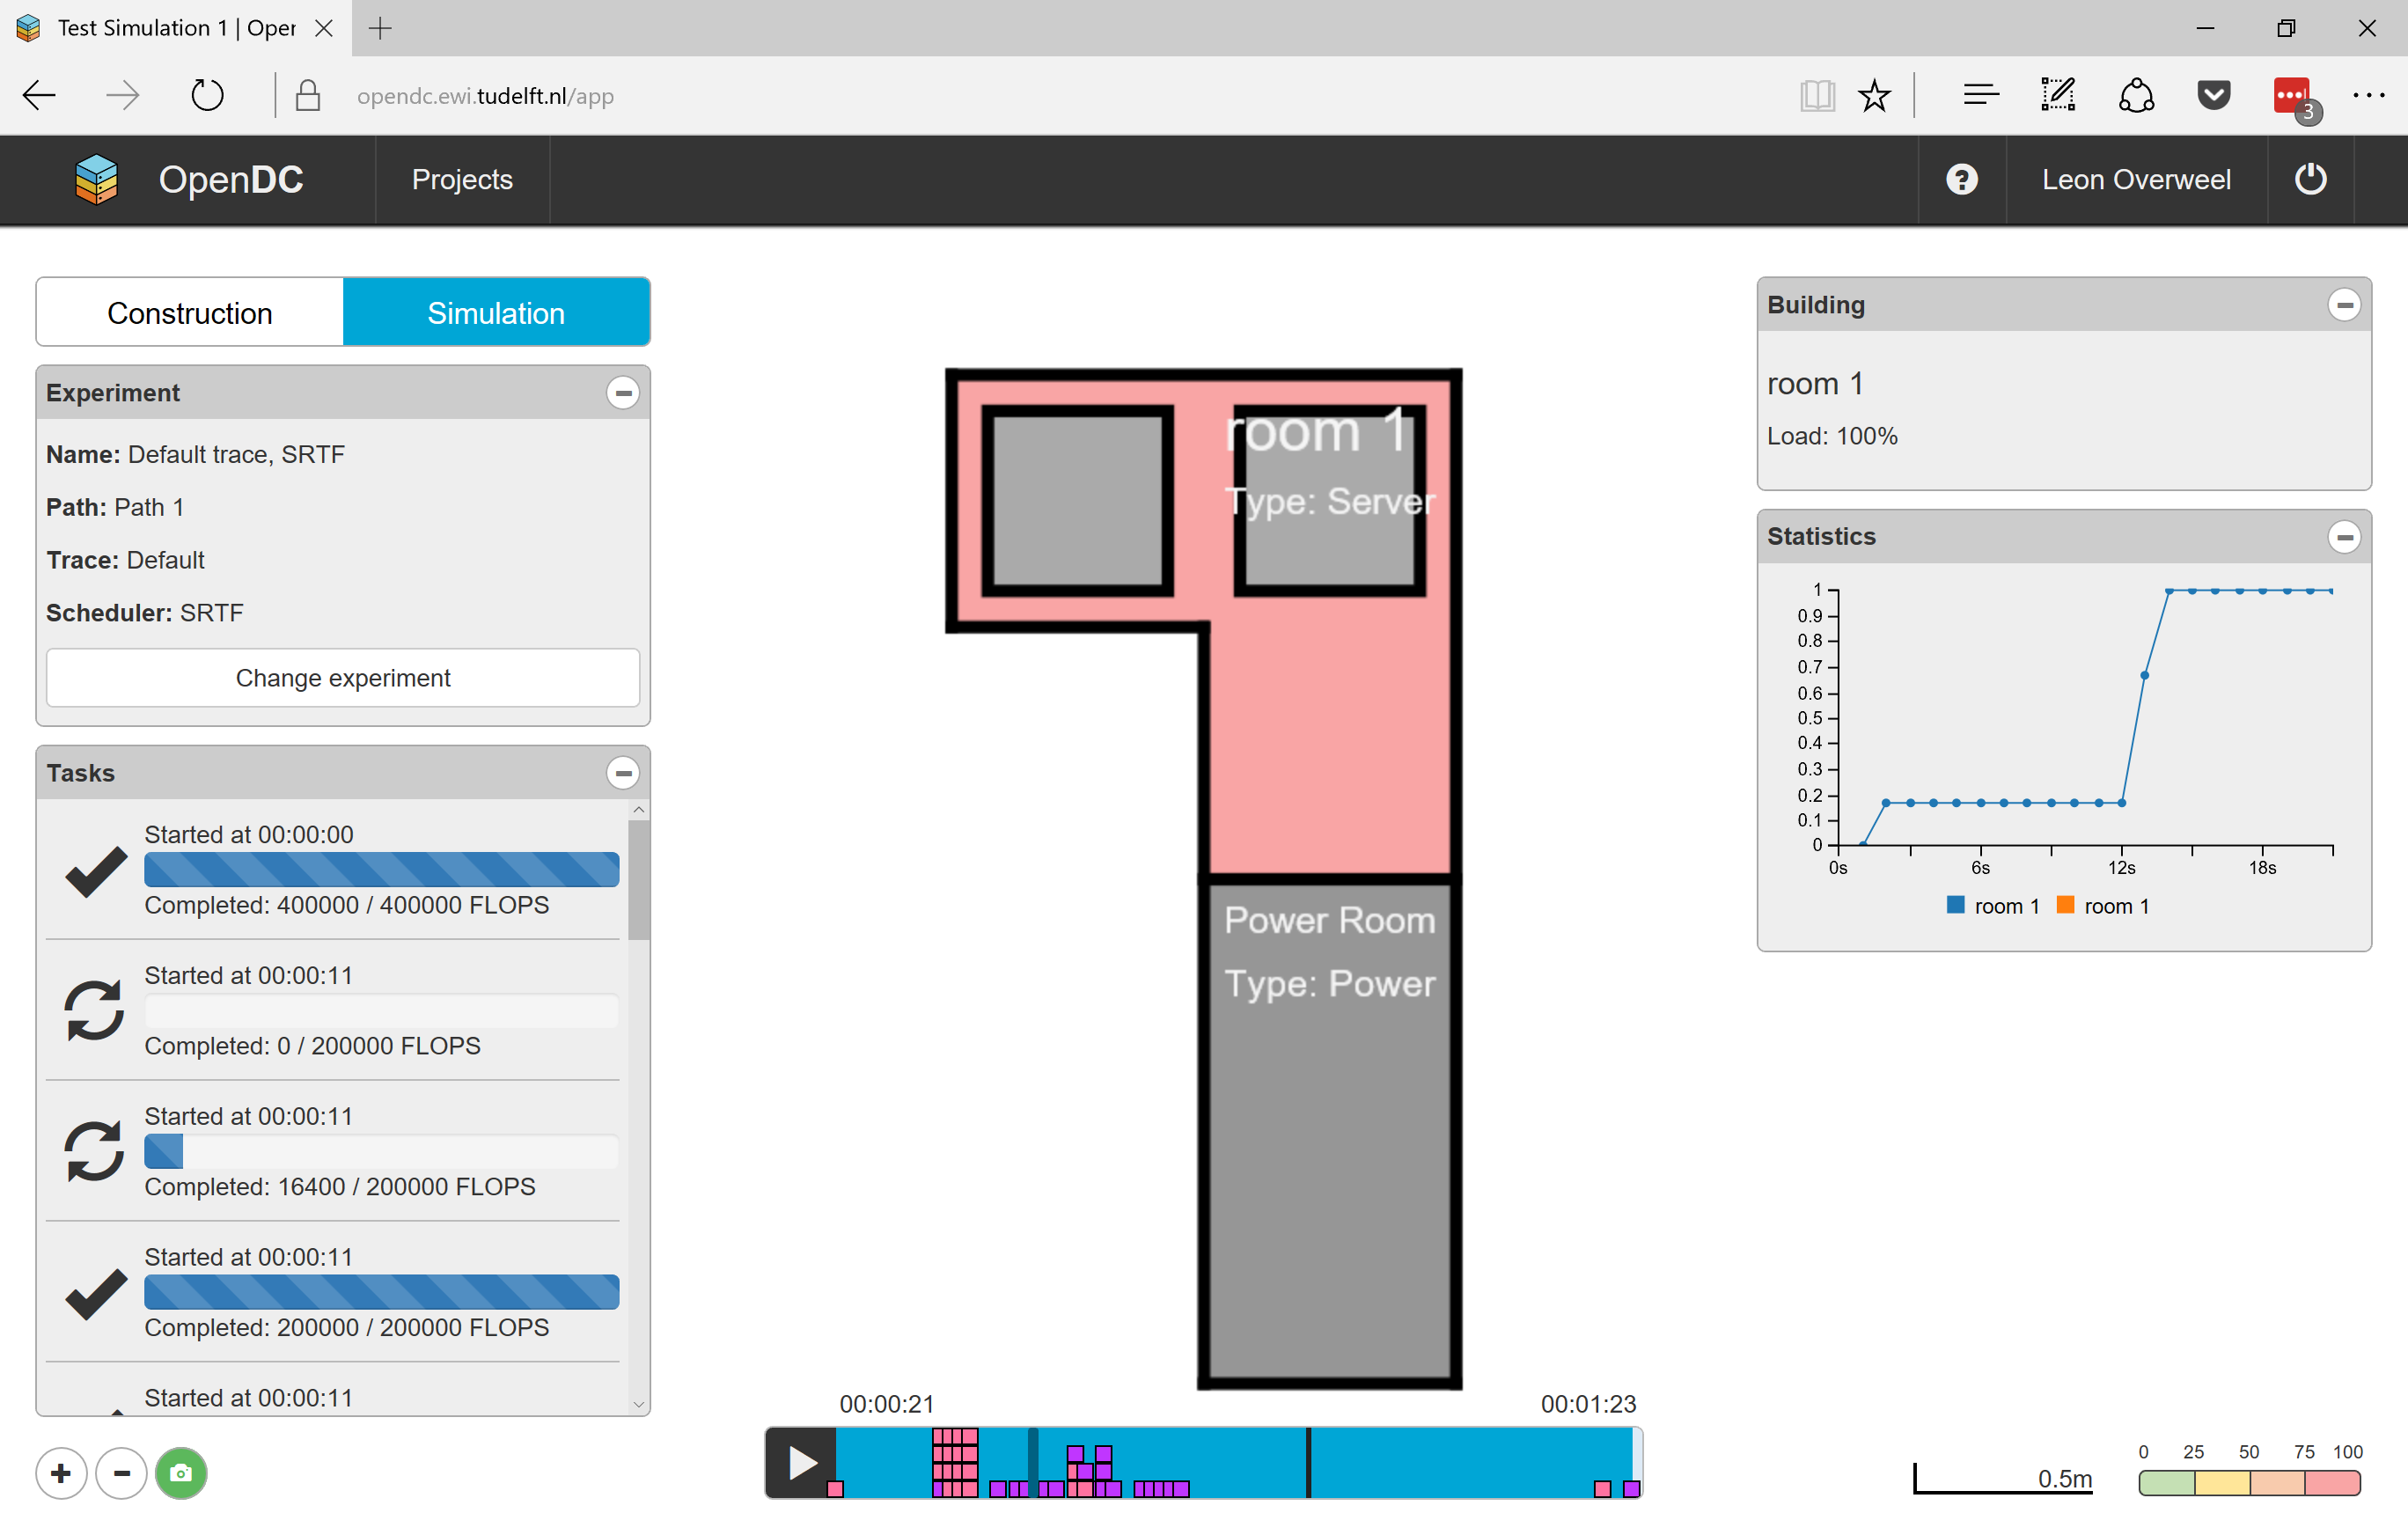 Test Simulation 1 | Oper
opendc.ewi.tudelft.nl/app
3
OpenDC
Projects
?
Leon Overweel
Construction
Simulation
Experiment
Name: Default trace, SRTF
Path: Path 1
Trace: Default
Scheduler: SRTF
Change experiment
Tasks
Started at 00:00:00
Completed: 400000 / 400000 FLOPS
Started at 00:00:11
Completed: 0 / 200000 FLOPS
Started at 00:00:11
Completed: 16400 / 200000 FLOPS
Started at 00:00:11
Completed: 200000 / 200000 FLOPS
Started at 00:00:11
room 1
Type: Server
Power Room
Type: Power
00:00:21
00:01:23
Building
room 1
Load: 100%
Statistics
1
0.9
0.8
0.7
0.6
0.5
0.4
0.3
0.2
0.1
0
0s 6s 12s 18s
room 1 room 1
0.5m
0 25 50 75 100